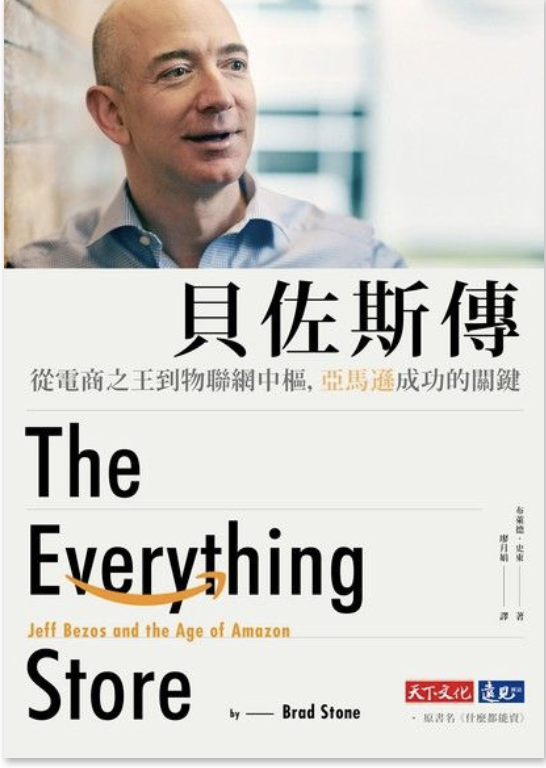 貝佐斯傳
從電商之王到物聯網中樞, 亞馬遜成功的關鍵
The
Everything
Jeff Bezos and the Age of Amazon
Store
by — Brad Stone
布萊德・史東 —— 著
廖月娟 —— 譯
天下文化 遠見
・ 原書名《什麼都能賣》